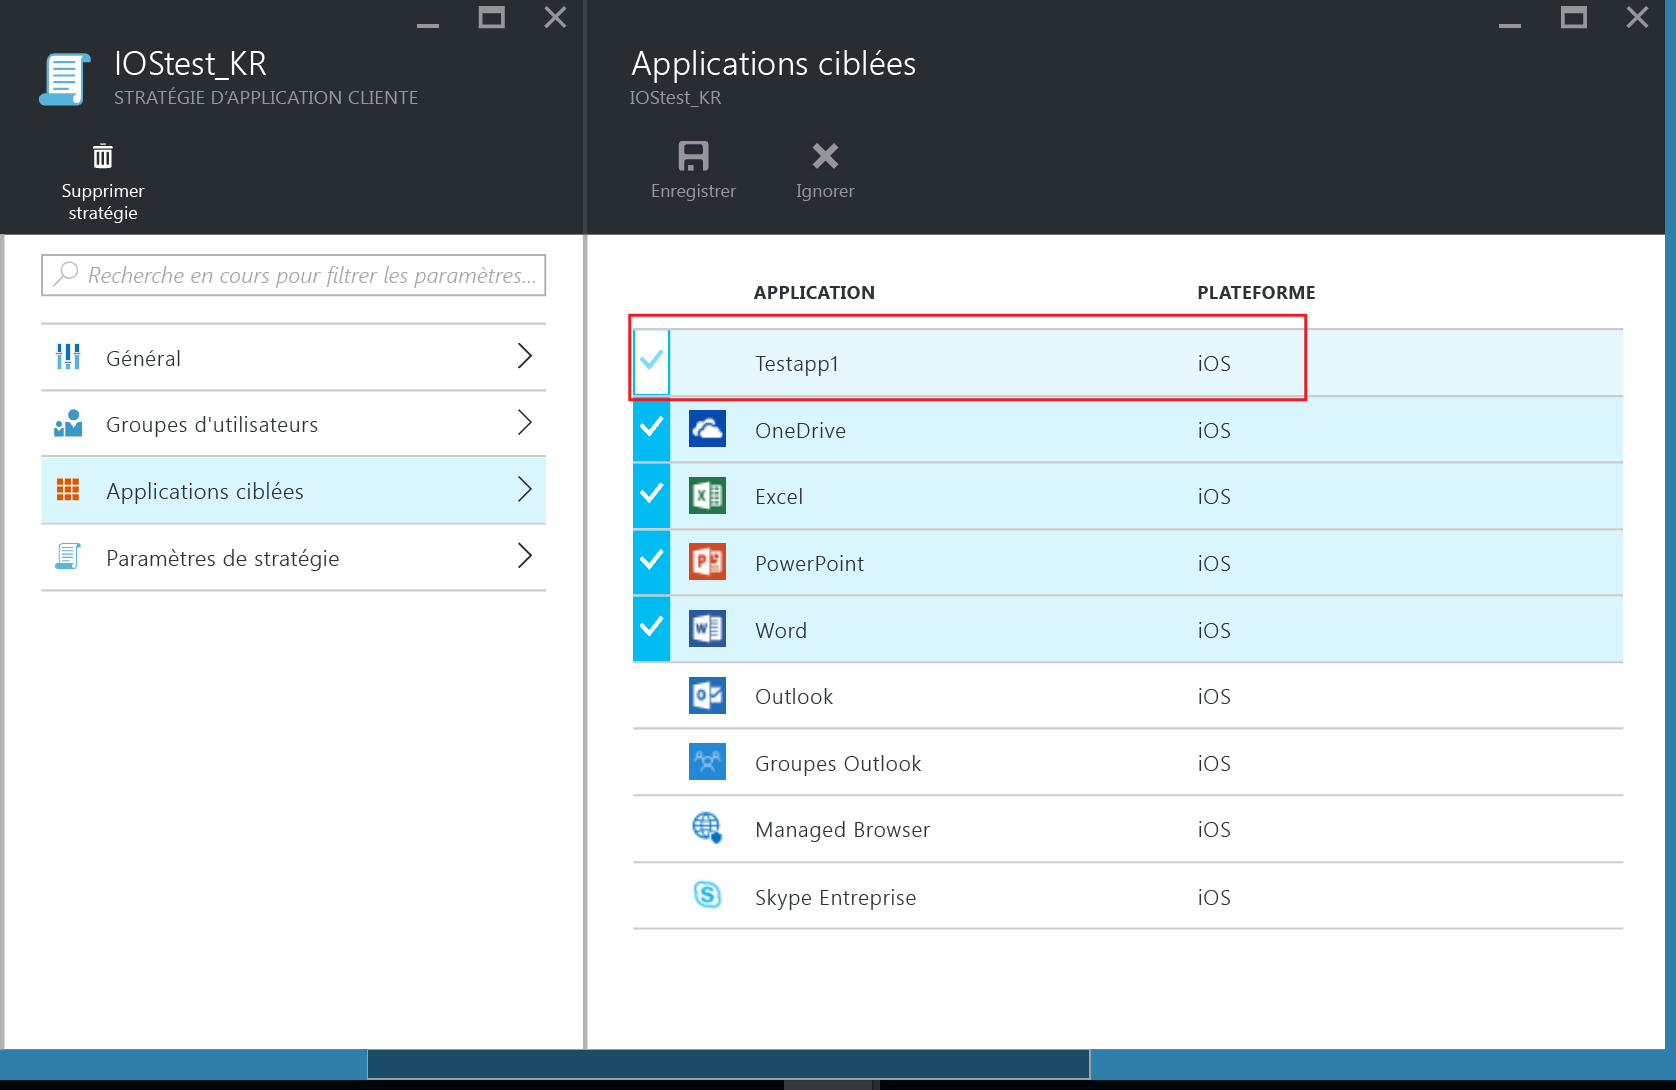 IOStest_KR
STRATÉGIE D’APPLICATION CLIENTE
Supprimer
stratégie
Recherche en cours pour filtrer les paramètres...
Général
Groupes d'utilisateurs
Applications ciblées
Paramètres de stratégie
Applications ciblées
IOStest_KR
Enregistrer
Ignorer
APPLICATION PLATEFORME
Testapp1 iOS
OneDrive iOS
Excel iOS
PowerPoint iOS
Word iOS
Outlook iOS
Groupes Outlook iOS
Managed Browser iOS
Skype Entreprise iOS